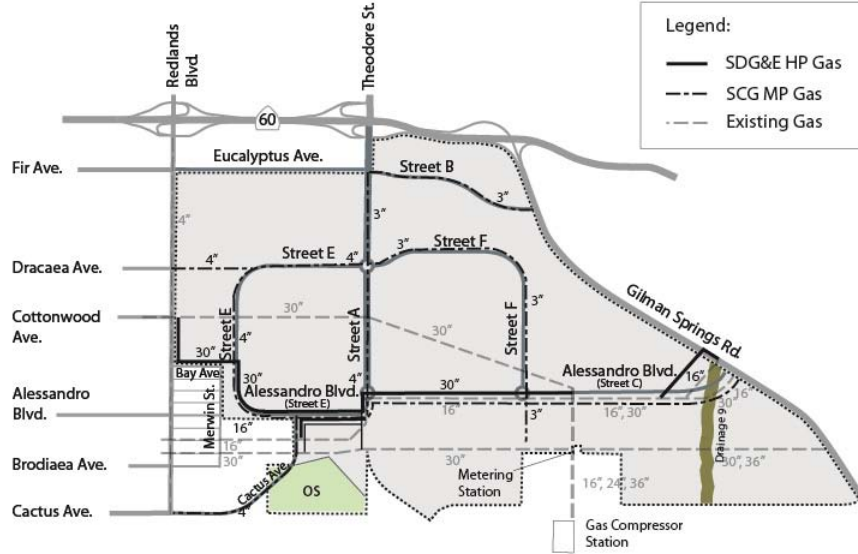 Redlands
Blvd.
Theodore St.
Legend:
SDG&E HP Gas
SCG MP Gas
Existing Gas
60
Eucalyptus Ave.
Fir Ave.
Street B
3”
4”
3”
Street E
4”
3”
Street F
Dracaea Ave.
4”
Gilman Springs Rd.
Cottonwood
Ave.
30”
30”
3”
Street E
4”
Street A
Street F
30”
Bay Ave.
30”
Alessandro Blvd.
(Street E)
4”
30”
Alessandro Blvd.
(Street C)
16”
16
30
Alessandro
Blvd.
Merwin St.
16”
16”
3”
16”, 30”
16”
30”
Brodiaea Ave.
30”
Metering
Station
Drainage 9
30”, 36”
Cactus Ave.
OS
16”, 24”, 36”
Cactus Ave.
4”
Gas Compressor
Station